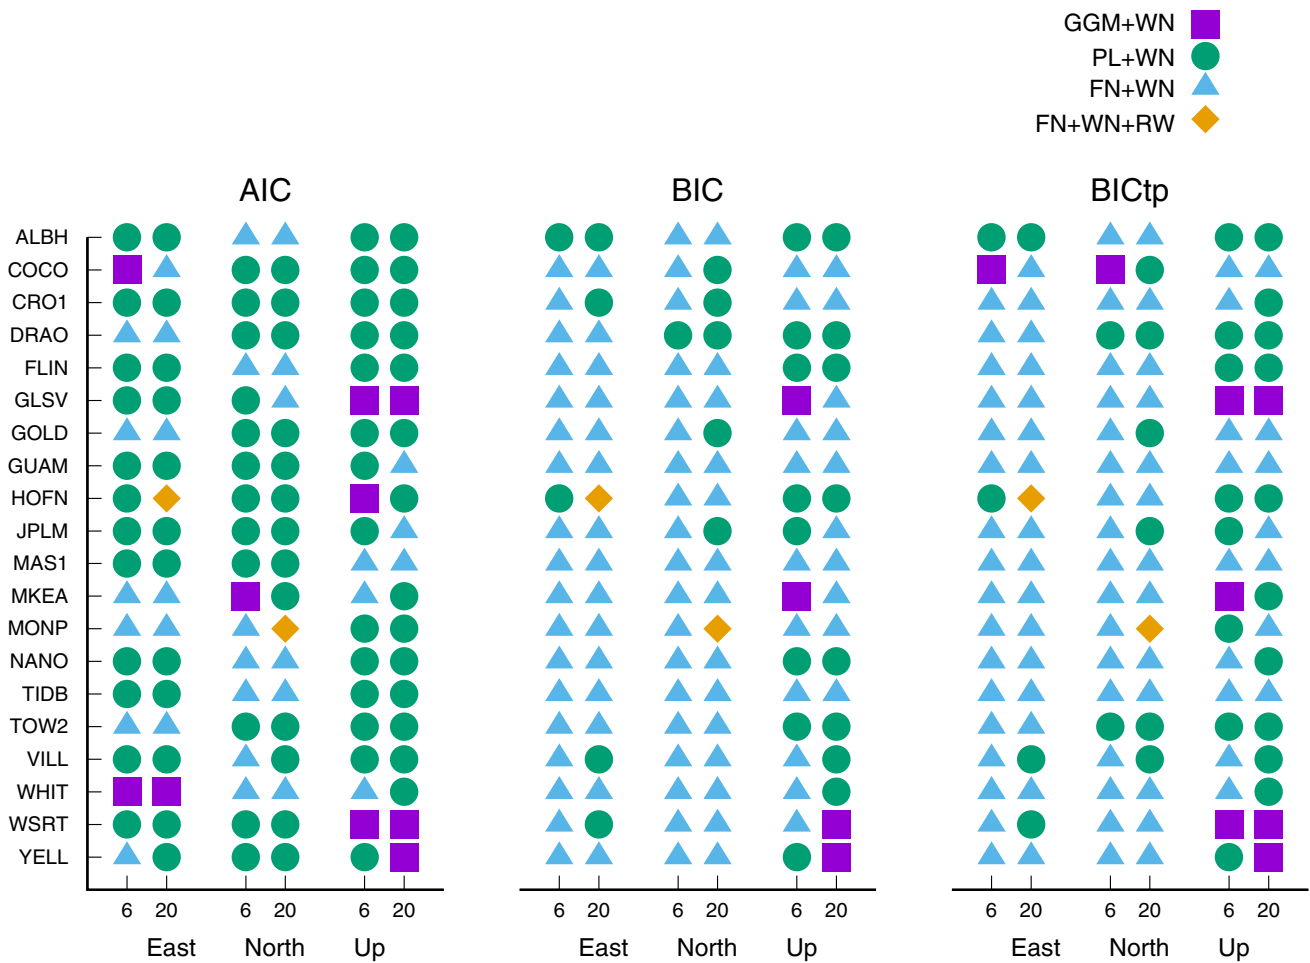 GGM+WN
PL+WN
FN+WN
FN+WN+RW
AIC BIC BICtp
ALBH
COCO
CRO1
DRAO
FLIN
GLSV
GOLD
GUAM
HOFN
JPLM
MAS1
MKEA
MONP
NANO
TIDB
TOW2
VILL
WHIT
WSRT
YELL
6 20 6 20 6 20 6 20 6 20 6 20 6 20 6 20 6 20
East North Up East North Up East North Up